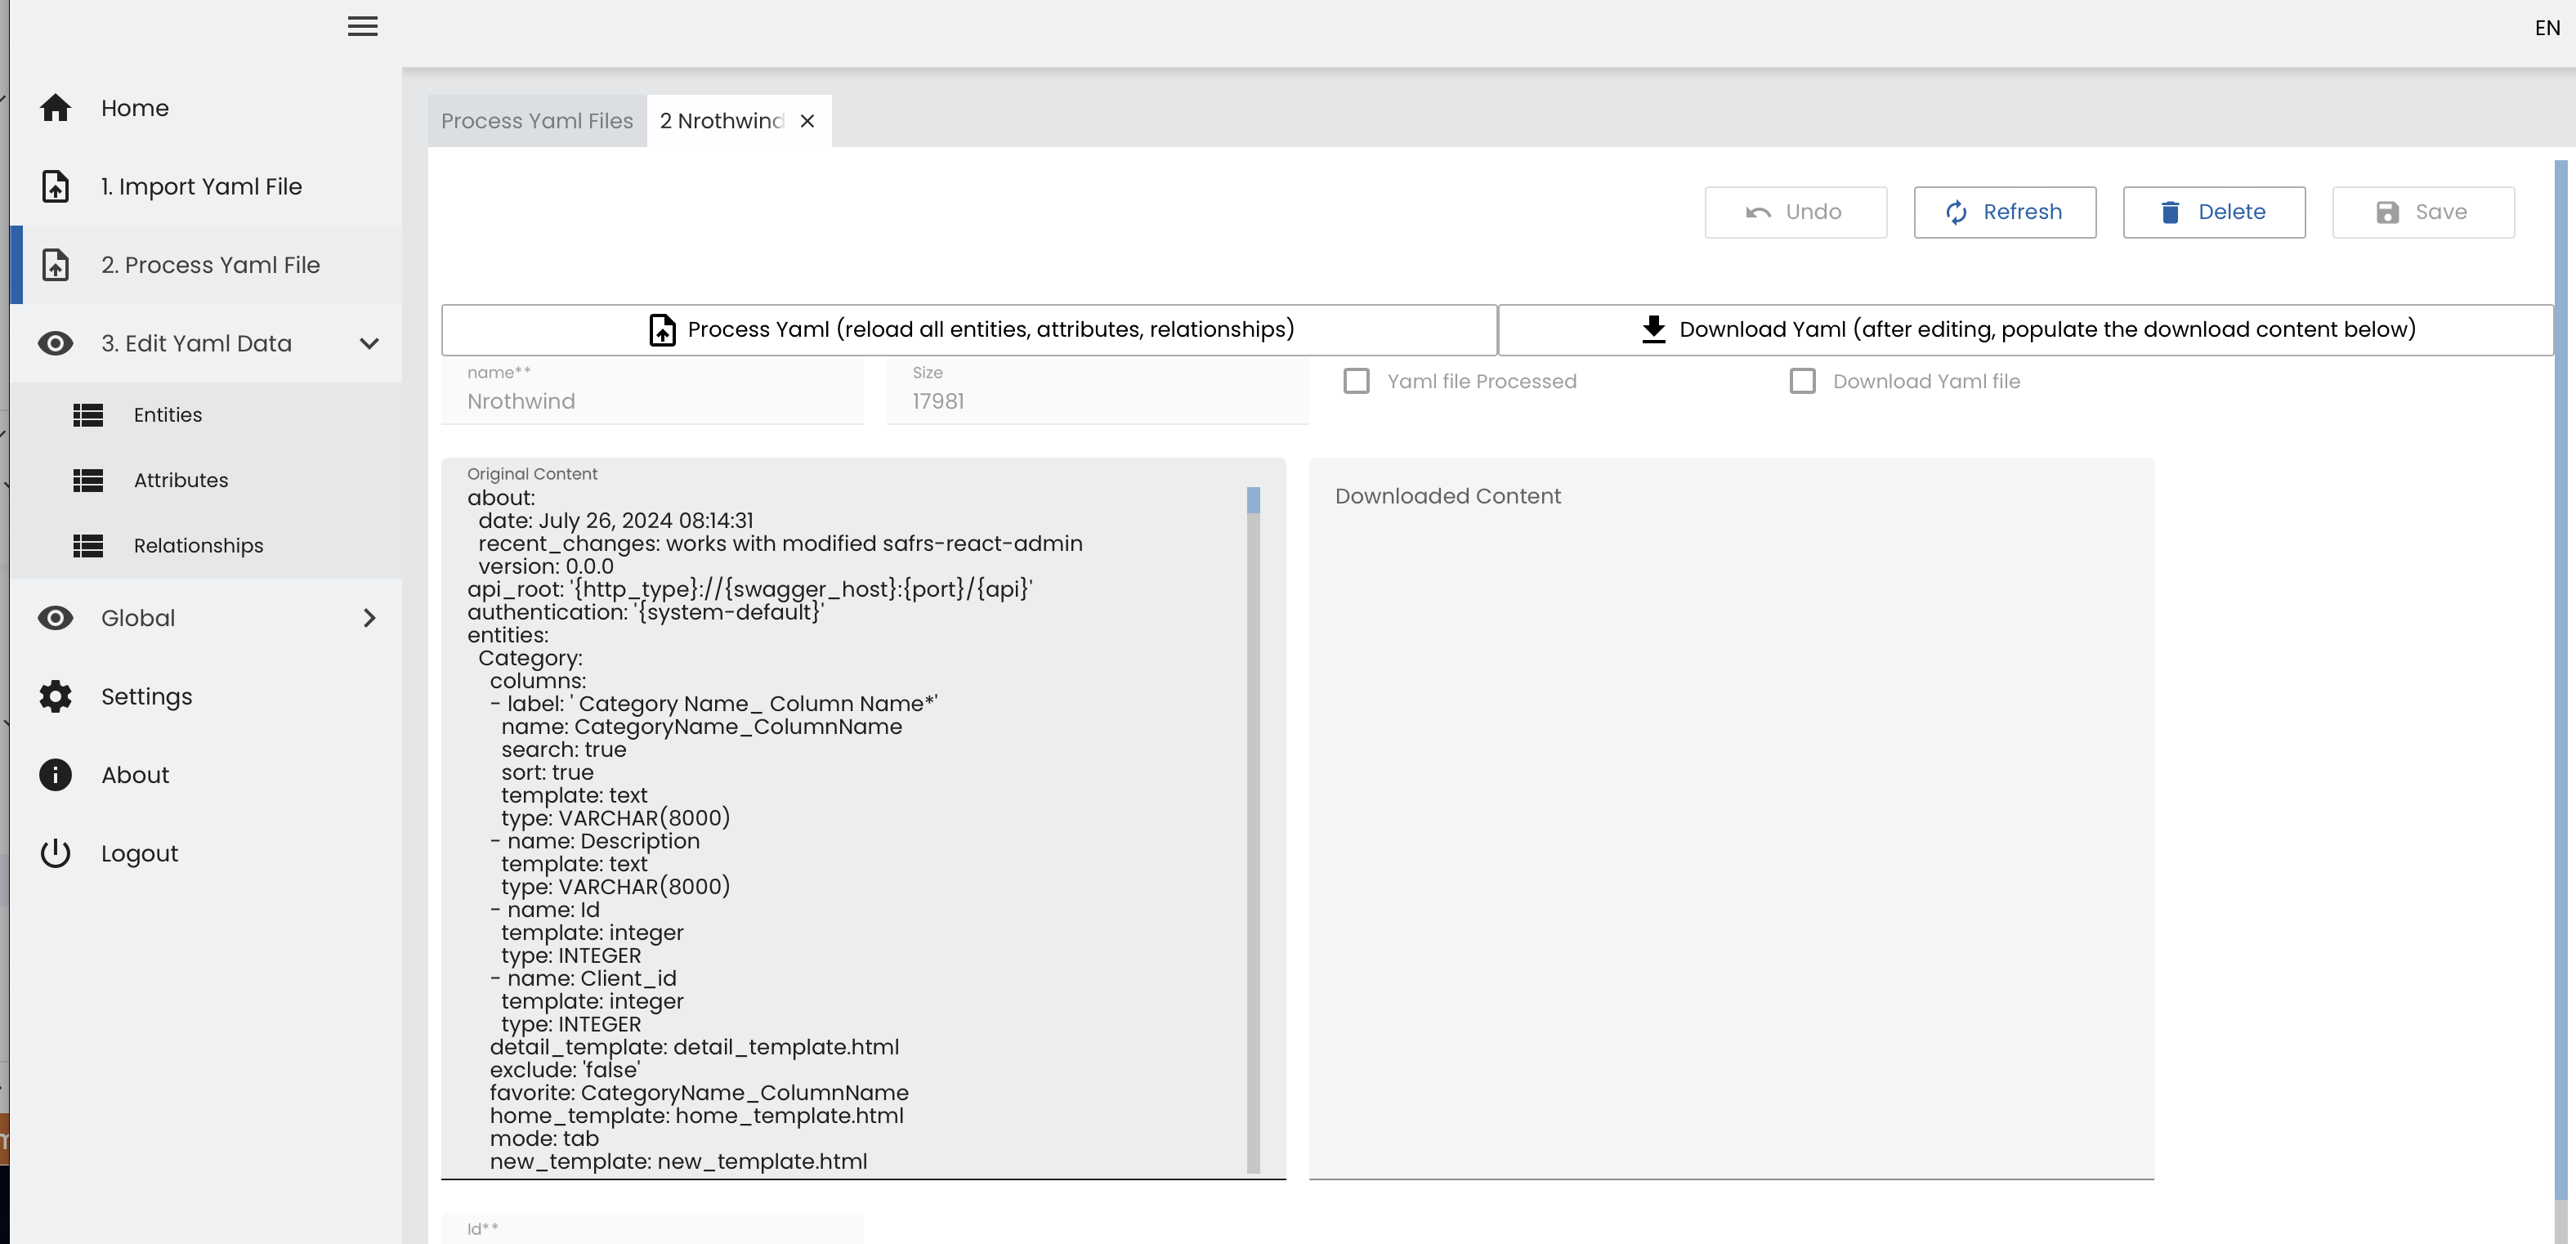 EN
Home
1. Import Yaml File
2. Process Yaml File
3. Edit Yaml Data
Entities
Attributes
Relationships
Global
Settings
About
Logout
Process Yaml Files
2 Nrothwind
Undo
Refresh
Delete
Save
Process Yaml (reload all entities, attributes, relationships)
Download Yaml (after editing, populate the download content below)
name**
Nrothwind
Size
17981
Yaml file Processed
Download Yaml file
Original Content
about:
date: July 26, 2024 08:14:31
recent_changes: works with modified safrs-react-admin
version: 0.0.0
api_root: '{http_type}://{swagger_host}:{port}/{api}'
authentication: '{system-default}'
entities:
Category:
columns:
- label: ' Category Name_ Column Name*'
name: CategoryName_ColumnName
search: true
sort: true
template: text
type: VARCHAR(8000)
- name: Description
template: text
type: VARCHAR(8000)
- name: Id
template: integer
type: INTEGER
- name: Client_id
template: integer
type: INTEGER
detail_template: detail_template.html
exclude: 'false'
favorite: CategoryName_ColumnName
home_template: home_template.html
mode: tab
new_template: new_template.html
Downloaded Content
Id**